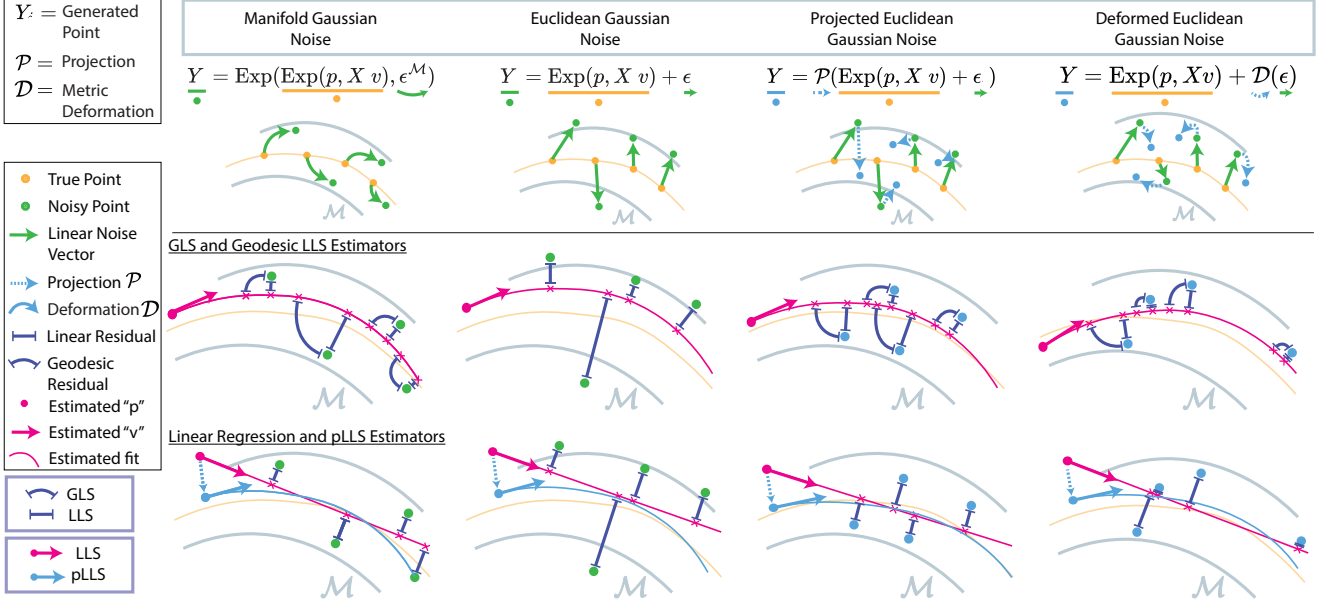 Y_i = Generated
Point
𝒫 = Projection
𝒟 = Metric
Deformation
Manifold Gaussian
Noise
Euclidean Gaussian
Noise
Projected Euclidean
Gaussian Noise
Deformed Euclidean
Gaussian Noise
Y = Exp(Exp(p, X v), ϵ^ℳ)
Y = Exp(p, X v) + ϵ
Y = 𝒫(Exp(p, X v) + ϵ )
Y = Exp(p, Xv) + 𝒟(ϵ)
ℳ
ℳ
ℳ
ℳ
True Point
Noisy Point
Linear Noise
Vector
Projection 𝒫
Deformation 𝒟
Linear Residual
Geodesic
Residual
Estimated “p”
Estimated “v”
Estimated fit
GLS
LLS
LLS
pLLS
GLS and Geodesic LLS Estimators
ℳ
ℳ
ℳ
ℳ
Linear Regression and pLLS Estimators
ℳ
ℳ
ℳ
ℳ